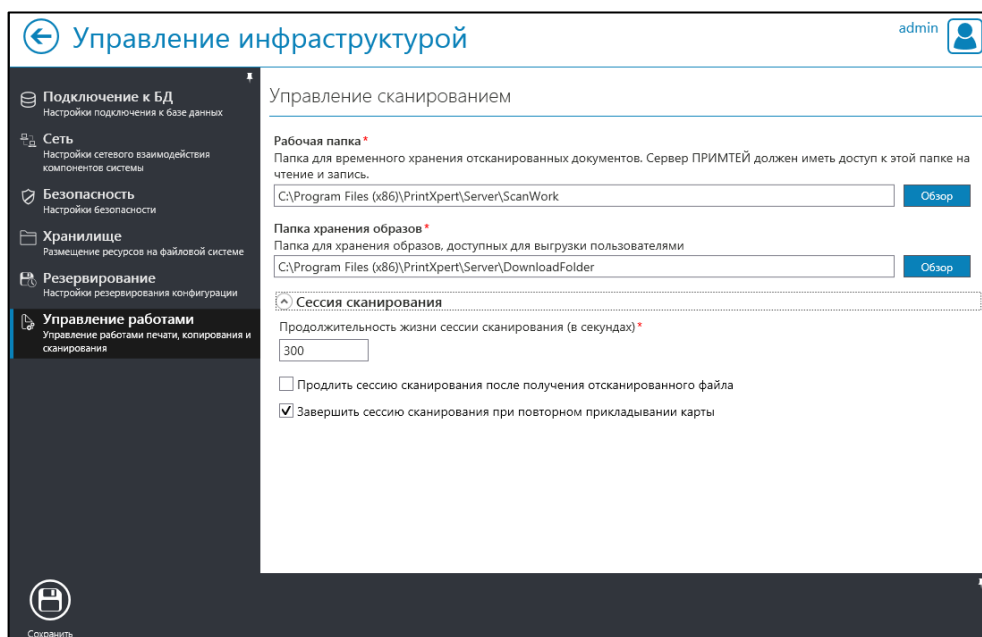 Управление инфраструктурой
admin
Подключение к БД
Настройки подключения к базе данных
Сеть
Настройки сетевого взаимодействия
компонентов системы
Безопасность
Настройки безопасности
Хранилище
Размещение ресурсов на файловой системе
Резервирование
Настройки резервирования конфигурации
Управление работами
Управление работами печати, копирования и
сканирования
Управление сканированием
Рабочая папка*
Папка для временного хранения отсканированных документов. Сервер ПРИМТЕЙ должен иметь доступ к этой папке на
чтение и запись.
C:\Program Files (x86)\PrintXpert\Server\ScanWork
Обзор
Папка хранения образов*
Папка для хранения образов, доступных для выгрузки пользователями
C:\Program Files (x86)\PrintXpert\Server\DownloadFolder
Обзор
Сессия сканирования
Продолжительность жизни сессии сканирования (в секундах)*
300
Продлить сессию сканирования после получения отсканированного файла
Завершить сессию сканирования при повторном прикладывании карты
Сохранить